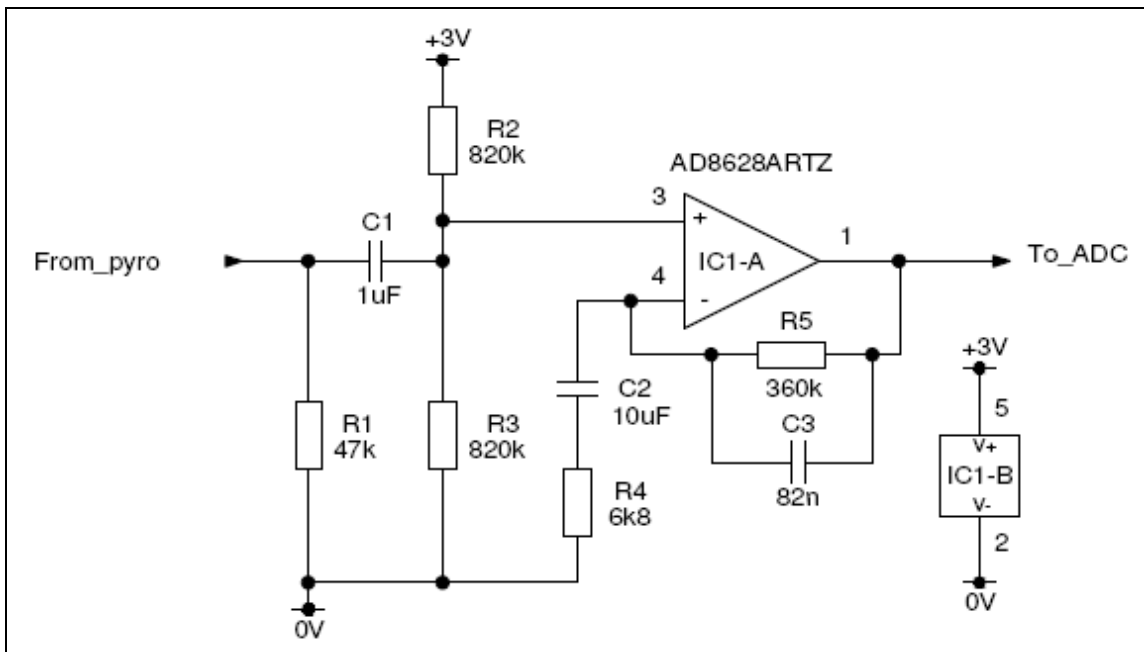 +3V
R2
820k
AD8628ARTZ
3
C1
+
1
From_pyro
IC1-A
To_ADC
1uF
4
-
R5
+3V
C2
10uF
360k
5
R1
47k
R3
820k
C3
V+
IC1-B
V-
82n
R4
6k8
2
0V
0V